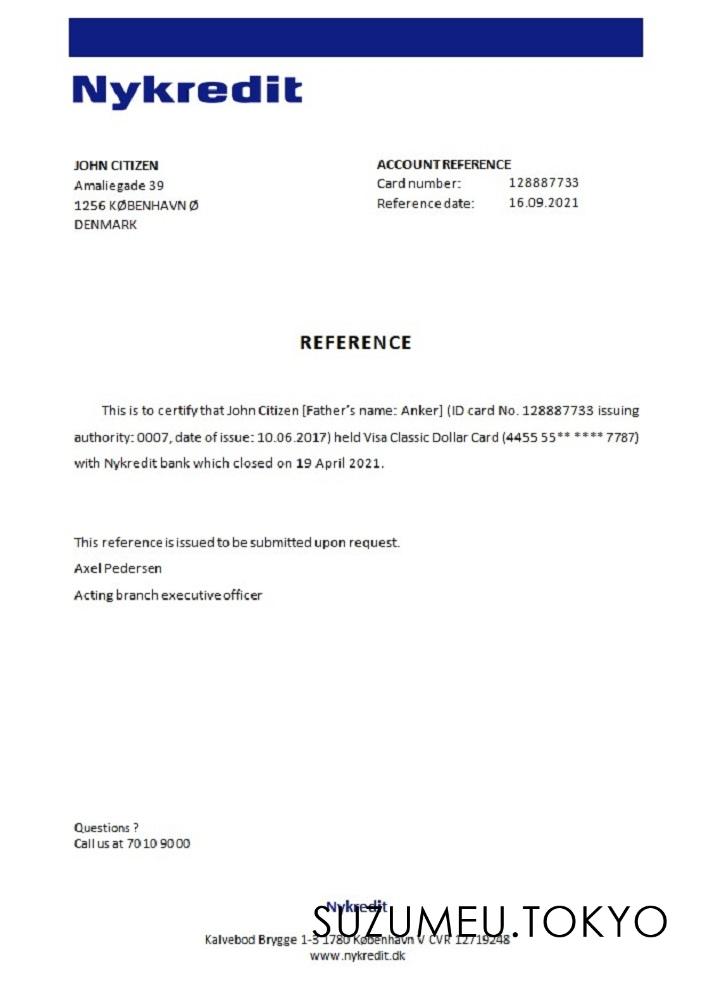 Nykredit
JOHN CITIZEN
Amaliegade 39
1256 KØBENHAVN Ø
DENMARK
ACCOUNT REFERENCE
Card number: 128887733
Reference date: 16.09.2021
REFERENCE
This is to certify that John Citizen [Father's name: Anker] (ID card No. 128887733 issuing
authority: 0007, date of issue: 10.06.2017) held Visa Classic Dollar Card (4455 55** **** 7787)
with Nykredit bank which closed on 19 April 2021.
This reference is issued to be submitted upon request.
Axel Pedersen
Acting branch executive officer
Questions ?
Call us at 70 10 90 00
Nykredit
SUZUMEU.TOKYO
Kalvebod Brygge 1-3 1780 København V CVR 12719248
www.nykredit.dk